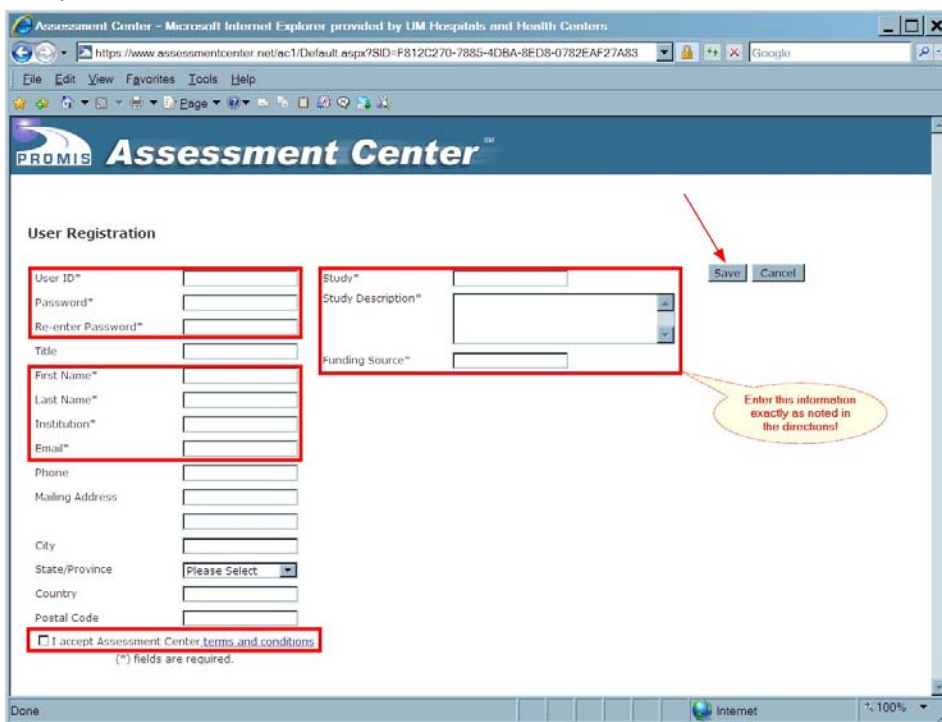 Assessment Center - Microsoft Internet Explorer provided by UM Hospitals and Health Centers
https://www.assessmentcenter.net/ac1/Default.aspx?SID=F812C270-7885-4DBA-8ED8-0782EAF27A83
Google
File Edit View Favorites Tools Help
Page
PROMIS Assessment Center SM
User Registration
User ID* Study* Save Cancel
Password* Study Description*
Re-enter Password*
Title Funding Source*
First Name*
Last Name* Enter this information
Institution* exactly as noted in
the directions!
Email*
Phone
Mailing Address
City
State/Province Please Select
Country
Postal Code
I accept Assessment Center terms and conditions
(*) fields are required.
Done Internet 100%